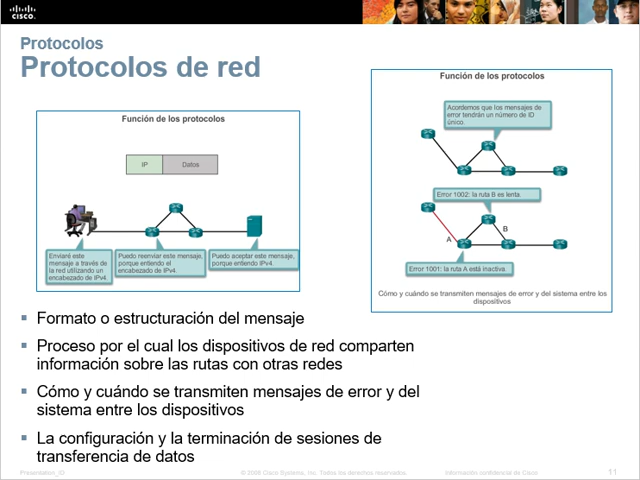 CISCO
Protocolos
Protocolos de red
Función de los protocolos
IP
Datos
Enviaré este
mensaje a través de
la red utilizando un
encabezado de IPv4.
Puedo reenviar este mensaje,
porque entiendo el
encabezado de IPv4.
Puedo aceptar este mensaje,
porque entiendo IPv4.
Función de los protocolos
Acordemos que los mensajes de
error tendrán un número de ID
único.
Error 1002: la ruta B es lenta.
B
A
Error 1001: la ruta A está inactiva.
Cómo y cuándo se transmiten mensajes de error y del sistema entre los
dispositivos
Formato o estructuración del mensaje
Proceso por el cual los dispositivos de red comparten
información sobre las rutas con otras redes
Cómo y cuándo se transmiten mensajes de error y del
sistema entre los dispositivos
La configuración y la terminación de sesiones de
transferencia de datos
Presentation_ID
© 2008 Cisco Systems, Inc. Todos los derechos reservados.
Información confidencial de Cisco
11